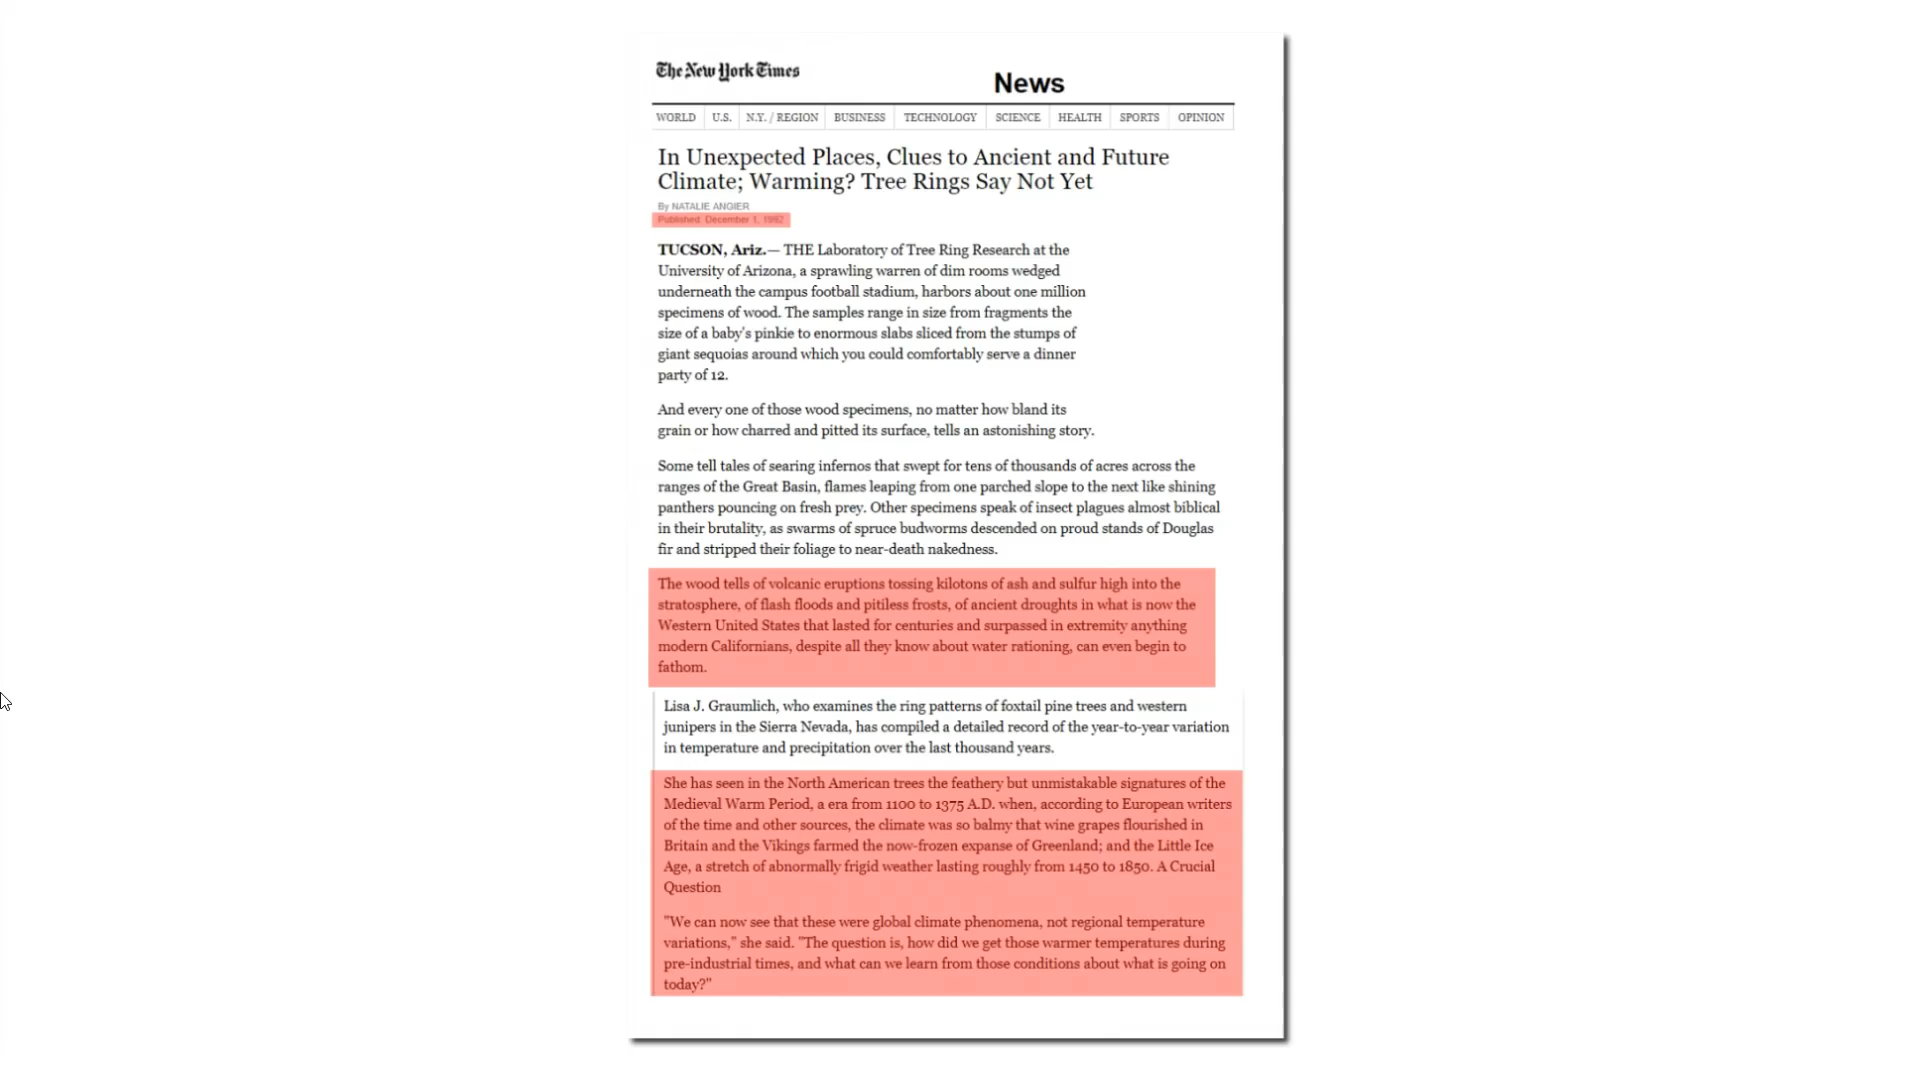 The New York Times
News
WORLD U.S. N.Y. / REGION BUSINESS TECHNOLOGY SCIENCE HEALTH SPORTS OPINION
In Unexpected Places, Clues to Ancient and Future
Climate; Warming? Tree Rings Say Not Yet
By NATALIE ANGIER
Published: December 1, 1992
TUCSON, Ariz.— THE Laboratory of Tree Ring Research at the
University of Arizona, a sprawling warren of dim rooms wedged
underneath the campus football stadium, harbors about one million
specimens of wood. The samples range in size from fragments the
size of a baby's pinkie to enormous slabs sliced from the stumps of
giant sequoias around which you could comfortably serve a dinner
party of 12.
And every one of those wood specimens, no matter how bland its
grain or how charred and pitted its surface, tells an astonishing story.
Some tell tales of searing infernos that swept for tens of thousands of acres across the
ranges of the Great Basin, flames leaping from one parched slope to the next like shining
panthers pouncing on fresh prey. Other specimens speak of insect plagues almost biblical
in their brutality, as swarms of spruce budworms descended on proud stands of Douglas
fir and stripped their foliage to near-death nakedness.
The wood tells of volcanic eruptions tossing kilotons of ash and sulfur high into the
stratosphere, of flash floods and pitiless frosts, of ancient droughts in what is now the
Western United States that lasted for centuries and surpassed in extremity anything
modern Californians, despite all they know about water rationing, can even begin to
fathom.
Lisa J. Graumlich, who examines the ring patterns of foxtail pine trees and western
junipers in the Sierra Nevada, has compiled a detailed record of the year-to-year variation
in temperature and precipitation over the last thousand years.
She has seen in the North American trees the feathery but unmistakable signatures of the
Medieval Warm Period, a era from 1100 to 1375 A.D. when, according to European writers
of the time and other sources, the climate was so balmy that wine grapes flourished in
Britain and the Vikings farmed the now-frozen expanse of Greenland; and the Little Ice
Age, a stretch of abnormally frigid weather lasting roughly from 1450 to 1850. A Crucial
Question
"We can now see that these were global climate phenomena, not regional temperature
variations," she said. "The question is, how did we get those warmer temperatures during
pre-industrial times, and what can we learn from those conditions about what is going on
today?"